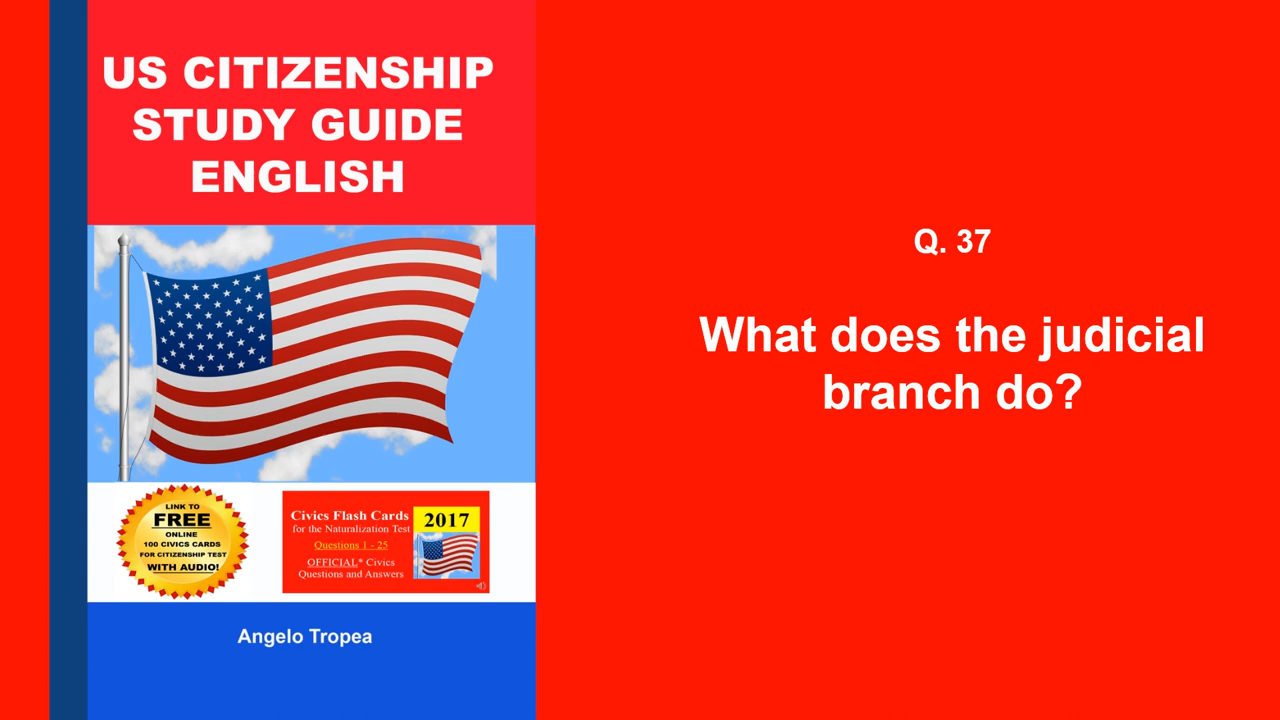 US CITIZENSHIP
STUDY GUIDE
ENGLISH
LINK TO
FREE
ONLINE
100 CIVICS CARDS
FOR CITIZENSHIP TEST
WITH AUDIO!
Civics Flash Cards
for the Naturalization Test
Questions 1 - 25
OFFICIAL* Civics
Questions and Answers
2017
Angelo Tropea
Q. 37
What does the judicial
branch do?